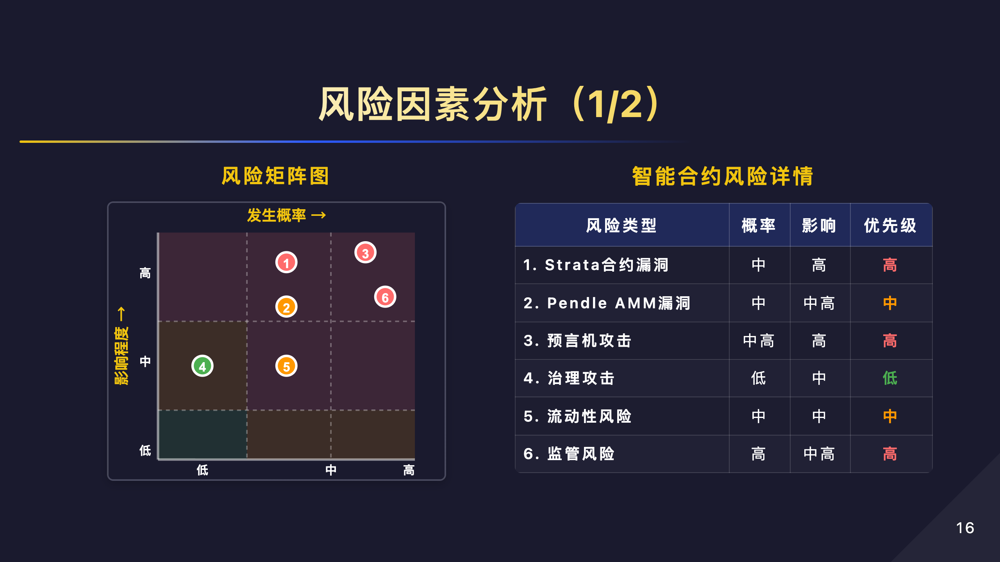 风险因素分析（1/2）
风险矩阵图
发生概率 →
影响程度 →
高
中
低
1
3
2
6
4
5
低
中
高
智能合约风险详情
风险类型 概率 影响 优先级
1. Strata合约漏洞 中 高 高
2. Pendle AMM漏洞 中 中高 中
3. 预言机攻击 中高 高 高
4. 治理攻击 低 中 低
5. 流动性风险 中 中 中
6. 监管风险 高 中高 高
16